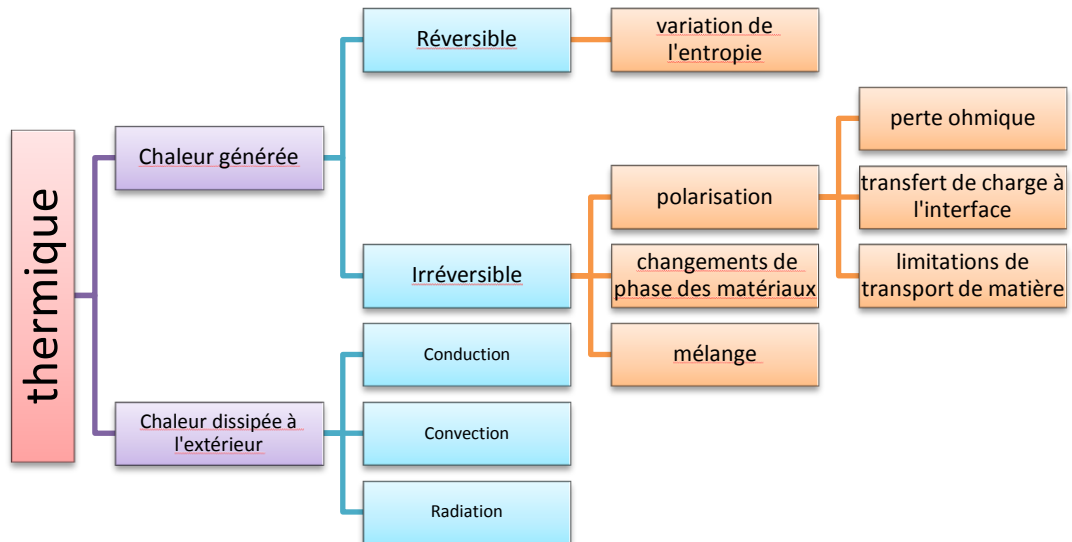 thermique
Chaleur générée
Réversible
variation de
l'entropie
Irréversible
polarisation
perte ohmique
transfert de charge à
l'interface
limitations de
transport de matière
changements de
phase des matériaux
mélange
Chaleur dissipée à
l'extérieur
Conduction
Convection
Radiation